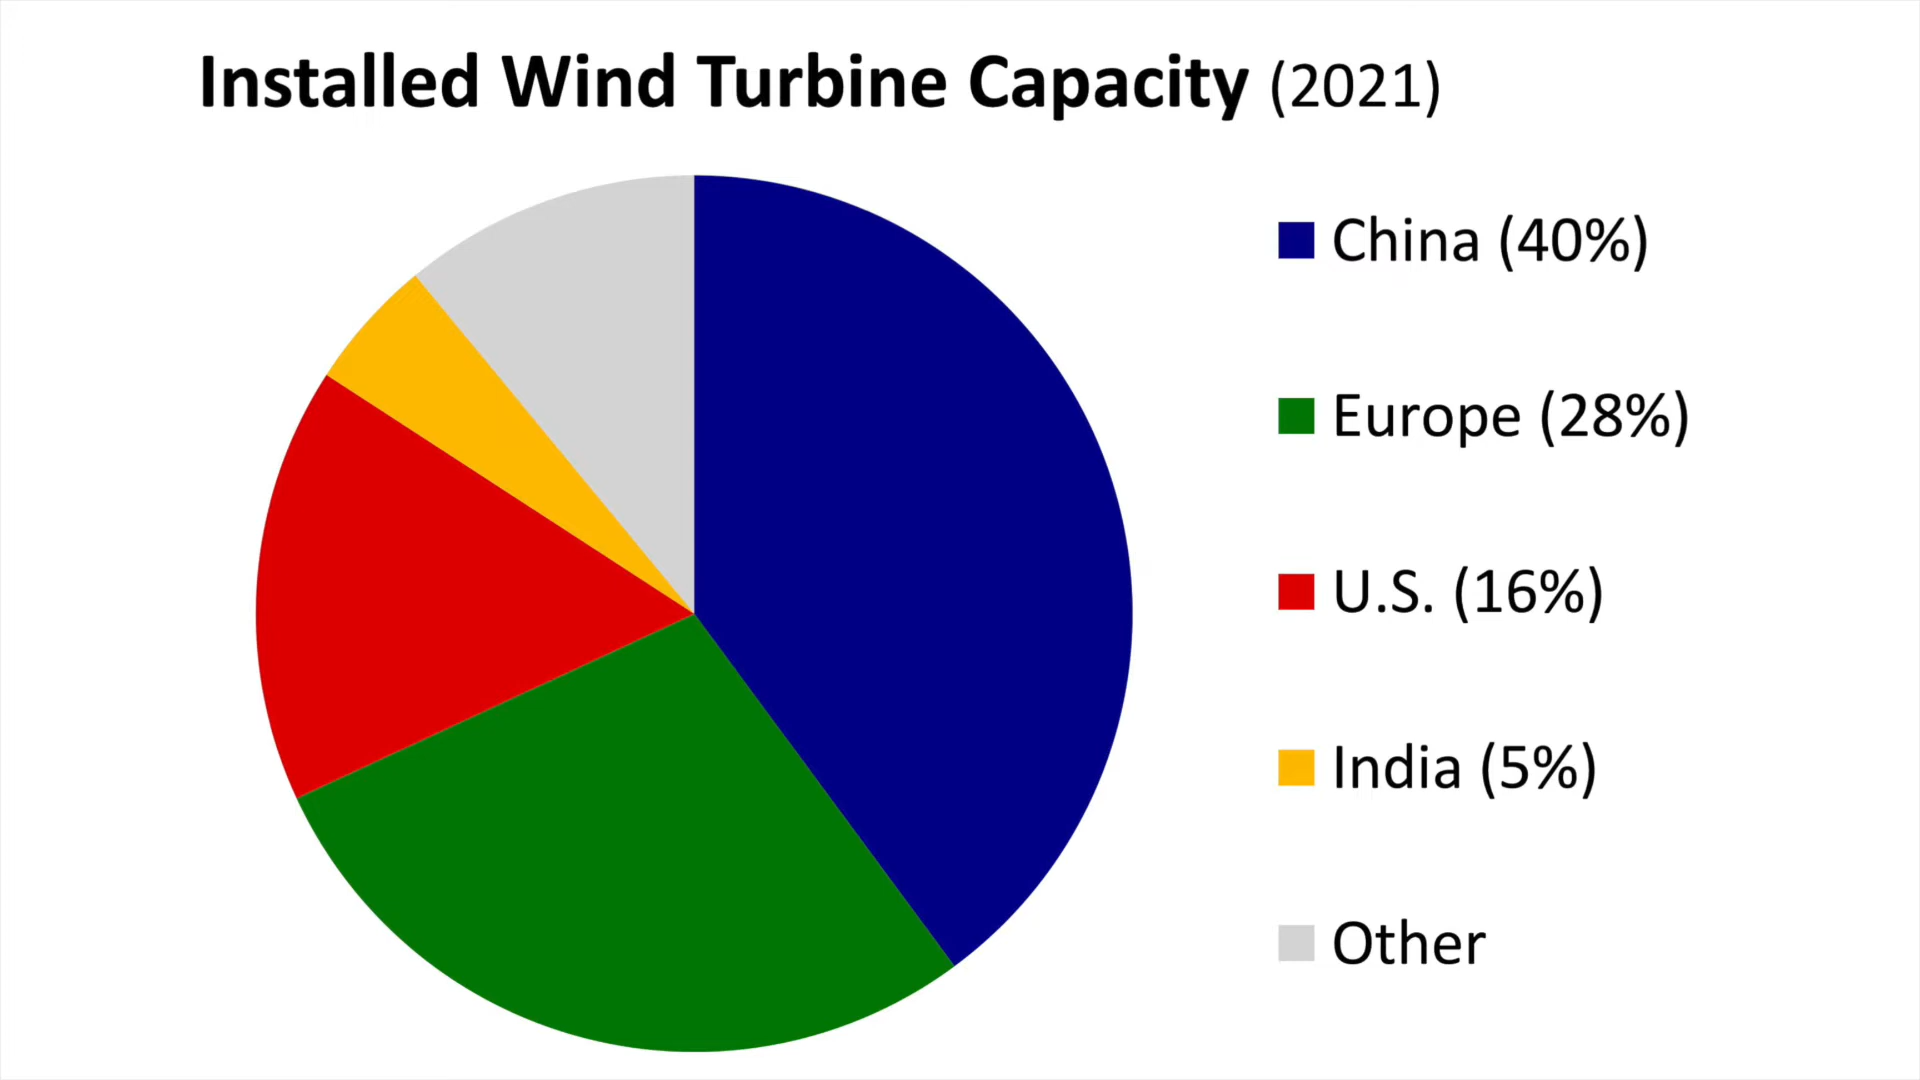 Installed Wind Turbine Capacity (2021)
China (40%)
Europe (28%)
U.S. (16%)
India (5%)
Other